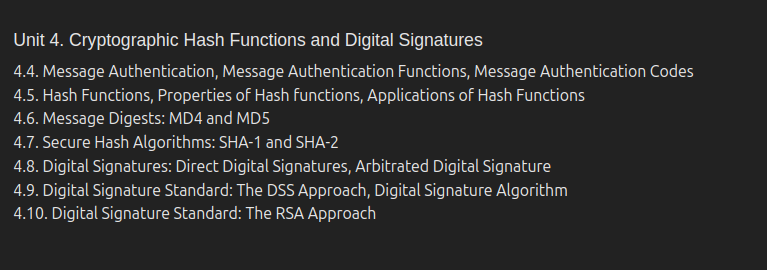 Unit 4. Cryptographic Hash Functions and Digital Signatures
4.4. Message Authentication, Message Authentication Functions, Message Authentication Codes
4.5. Hash Functions, Properties of Hash functions, Applications of Hash Functions
4.6. Message Digests: MD4 and MD5
4.7. Secure Hash Algorithms: SHA-1 and SHA-2
4.8. Digital Signatures: Direct Digital Signatures, Arbitrated Digital Signature
4.9. Digital Signature Standard: The DSS Approach, Digital Signature Algorithm
4.10. Digital Signature Standard: The RSA Approach